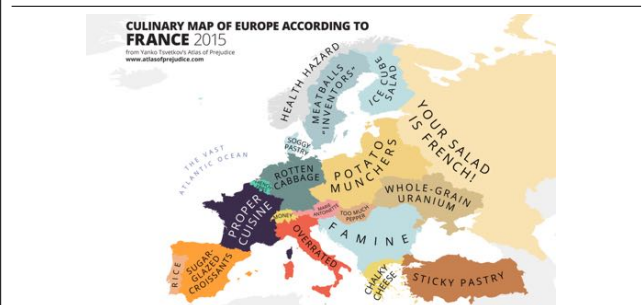 CULINARY MAP OF EUROPE ACCORDING TO
FRANCE 2015
from Yanko Tsvetkov's Atlas of Prejudice
www.atlasofprejudice.com
HEALTH HAZARD
MEATBALLS
"INVENTORS"
ICE CUBE
SALAD
YOUR SALAD
IS FRENCH!
THE VAST
ATLANTIC OCEAN
SOGGY
PASTRY
ROTTEN
CABBAGE
POTATO
MUNCHERS
WHOLE-GRAIN
URANIUM
PROPER
CUISINE
MONEY
MARIE
ANTOINETTE
TOO MUCH
PEPPER
OVERRATED
FAMINE
RICE
SUGAR-
GLAZED
CROISSANTS
CHALKY
CHEESE
STICKY PASTRY